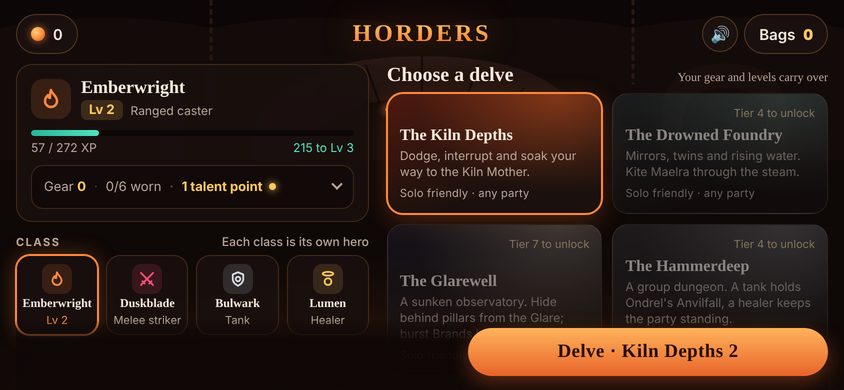 0
HORDERS
Bags 0
Emberwright
Lv 2 Ranged caster
57 / 272 XP
215 to Lv 3
Gear 0 · 0/6 worn · 1 talent point
CLASS
Each class is its own hero
Emberwright
Lv 2
Duskblade
Melee striker
Bulwark
Tank
Lumen
Healer
Choose a delve
Your gear and levels carry over
The Kiln Depths
Dodge, interrupt and soak your
way to the Kiln Mother.
Solo friendly · any party
Tier 4 to unlock
The Drowned Foundry
Mirrors, twins and rising water.
Kite Maelra through the steam.
Solo friendly · any party
Tier 7 to unlock
The Glarewell
A sunken observatory. Hide
behind pillars from the Glare;
burst Brands
Tier 4 to unlock
The Hammerdeep
A group dungeon. A tank holds
Ondrel's Anvilfall, a healer keeps
the party standing.
Delve · Kiln Depths 2